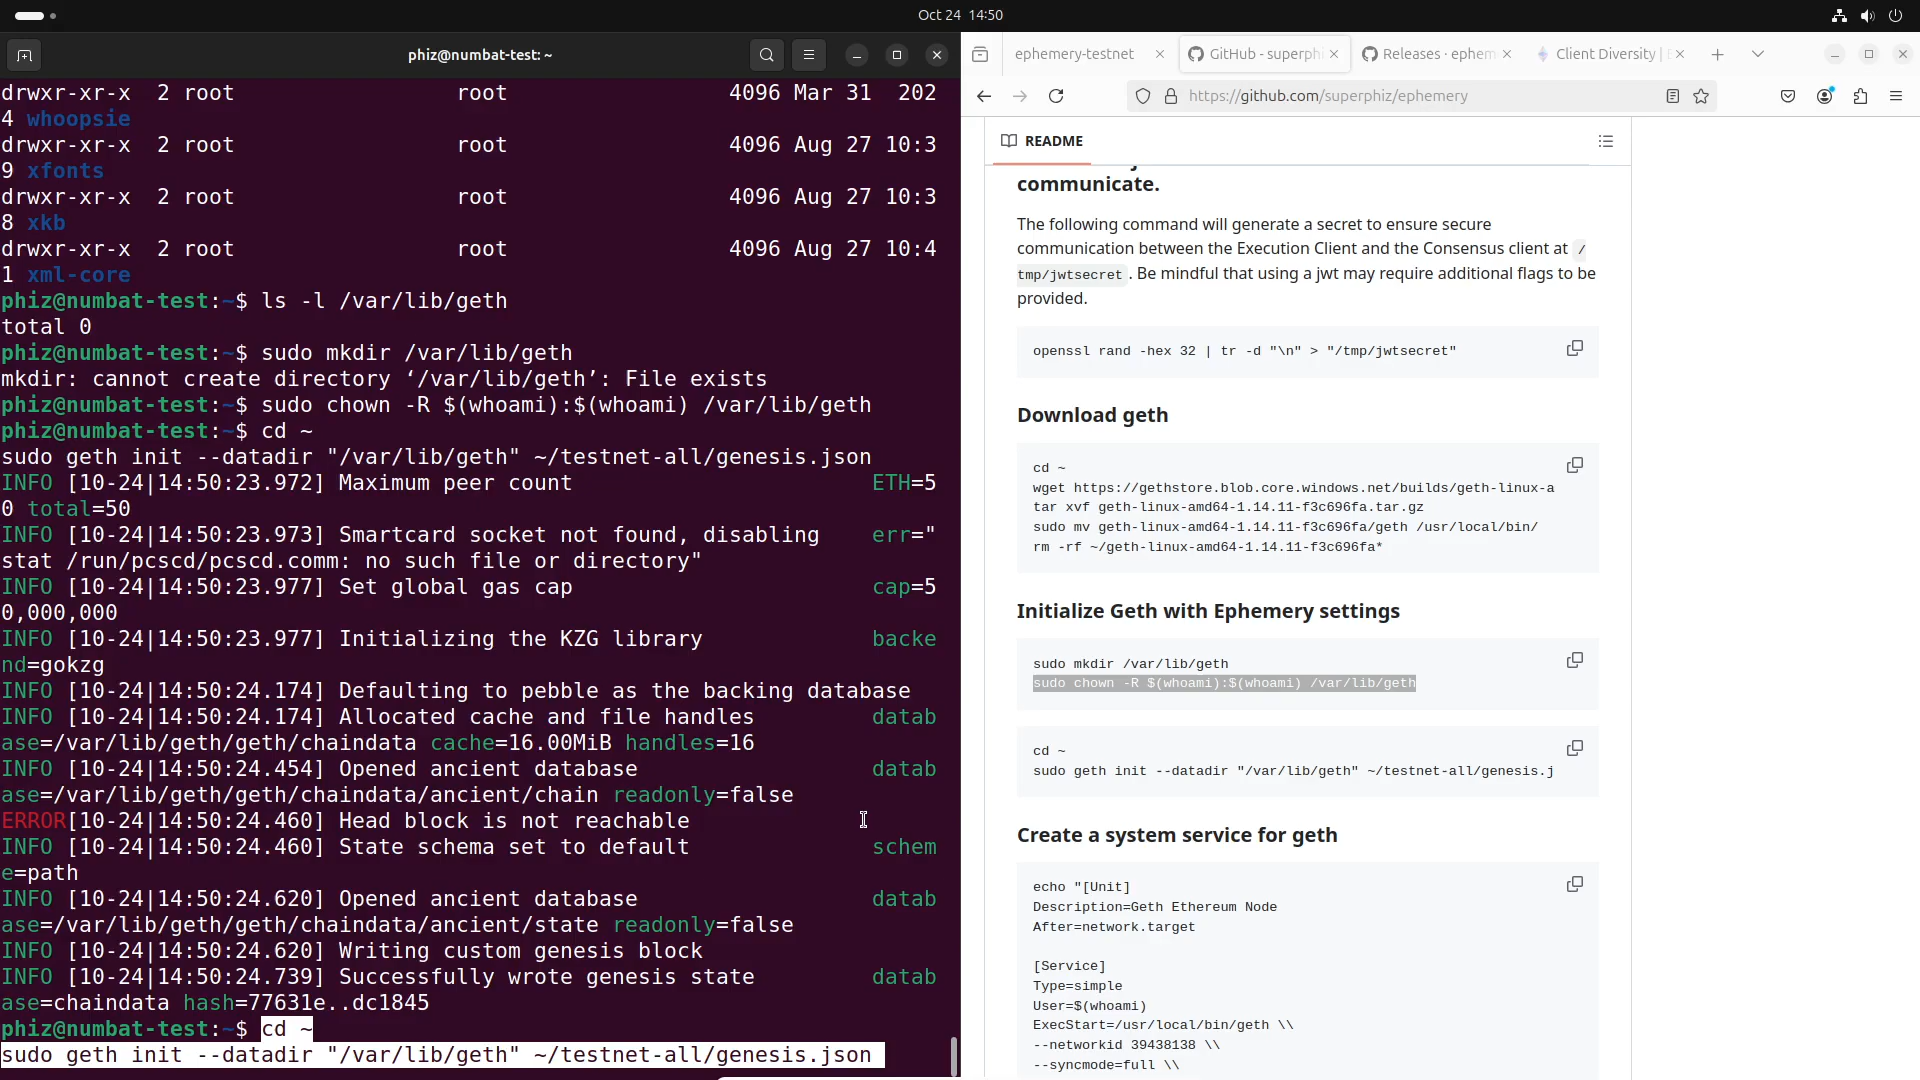 Oct 24 14:50
phiz@numbat-test: ~
drwxr-xr-x 2 root root 4096 Mar 31 202
4 whoopsie
drwxr-xr-x 2 root root 4096 Aug 27 10:3
9 xfonts
drwxr-xr-x 2 root root 4096 Aug 27 10:3
8 xkb
drwxr-xr-x 2 root root 4096 Aug 27 10:4
1 xml-core
phiz@numbat-test:~$ ls -l /var/lib/geth
total 0
phiz@numbat-test:~$ sudo mkdir /var/lib/geth
mkdir: cannot create directory ‘/var/lib/geth’: File exists
phiz@numbat-test:~$ sudo chown -R $(whoami):$(whoami) /var/lib/geth
phiz@numbat-test:~$ cd ~
sudo geth init --datadir "/var/lib/geth" ~/testnet-all/genesis.json
INFO [10-24|14:50:23.972] Maximum peer count ETH=5
0 total=50
INFO [10-24|14:50:23.973] Smartcard socket not found, disabling err="
stat /run/pcscd/pcscd.comm: no such file or directory"
INFO [10-24|14:50:23.977] Set global gas cap cap=5
0,000,000
INFO [10-24|14:50:23.977] Initializing the KZG library backe
nd=gokzg
INFO [10-24|14:50:24.174] Defaulting to pebble as the backing database
INFO [10-24|14:50:24.174] Allocated cache and file handles datab
ase=/var/lib/geth/geth/chaindata cache=16.00MiB handles=16
INFO [10-24|14:50:24.454] Opened ancient database datab
ase=/var/lib/geth/geth/chaindata/ancient/chain readonly=false
ERROR[10-24|14:50:24.460] Head block is not reachable
INFO [10-24|14:50:24.460] State schema set to default schem
e=path
INFO [10-24|14:50:24.620] Opened ancient database datab
ase=/var/lib/geth/geth/chaindata/ancient/state readonly=false
INFO [10-24|14:50:24.620] Writing custom genesis block
INFO [10-24|14:50:24.739] Successfully wrote genesis state datab
ase=chaindata hash=77631e..dc1845
phiz@numbat-test:~$ cd ~
sudo geth init --datadir "/var/lib/geth" ~/testnet-all/genesis.json
ephemery-testnet
GitHub - superph
Releases · ephem
Client Diversity |
https://github.com/superphiz/ephemery
README
communicate.
The following command will generate a secret to ensure secure
communication between the Execution Client and the Consensus client at /
tmp/jwtsecret . Be mindful that using a jwt may require additional flags to be
provided.
openssl rand -hex 32 | tr -d "\n" > "/tmp/jwtsecret"
Download geth
cd ~
wget https://gethstore.blob.core.windows.net/builds/geth-linux-a
tar xvf geth-linux-amd64-1.14.11-f3c696fa.tar.gz
sudo mv geth-linux-amd64-1.14.11-f3c696fa/geth /usr/local/bin/
rm -rf ~/geth-linux-amd64-1.14.11-f3c696fa*
Initialize Geth with Ephemery settings
sudo mkdir /var/lib/geth
sudo chown -R $(whoami):$(whoami) /var/lib/geth
cd ~
sudo geth init --datadir "/var/lib/geth" ~/testnet-all/genesis.j
Create a system service for geth
echo "[Unit]
Description=Geth Ethereum Node
After=network.target
[Service]
Type=simple
User=$(whoami)
ExecStart=/usr/local/bin/geth \\
--networkid 39438138 \\
--syncmode=full \\